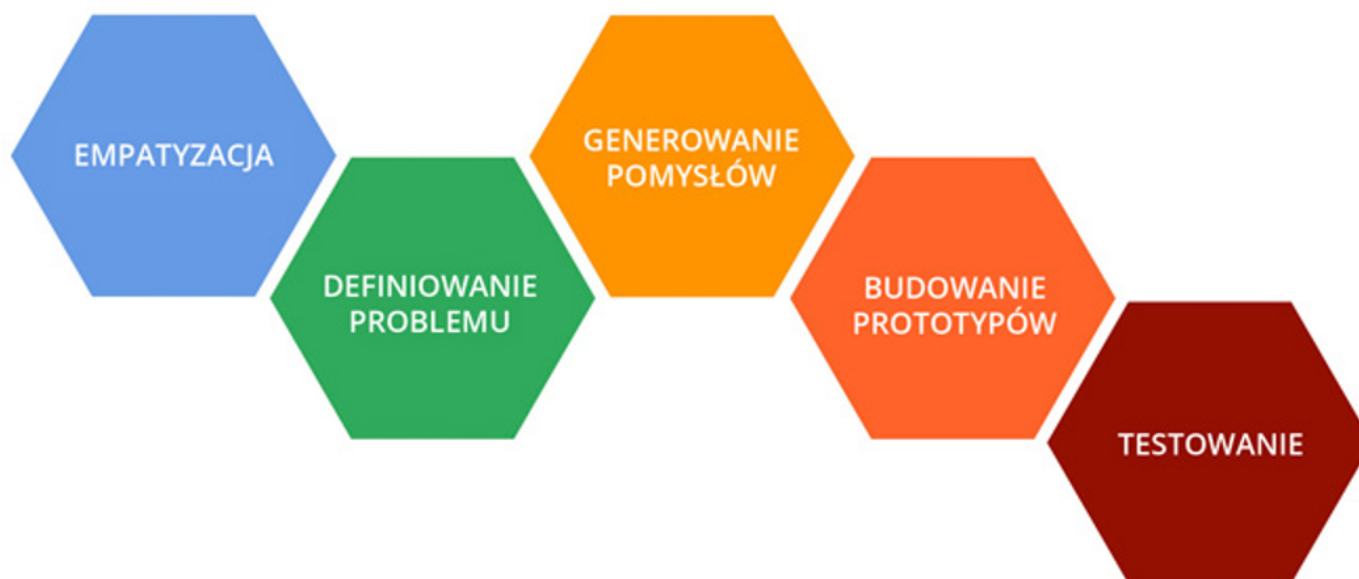 EMPATYZACJA
DEFINIOWANIE
PROBLEMU
GENEROWANIE
POMYSŁÓW
BUDOWANIE
PROTOTYPÓW
TESTOWANIE